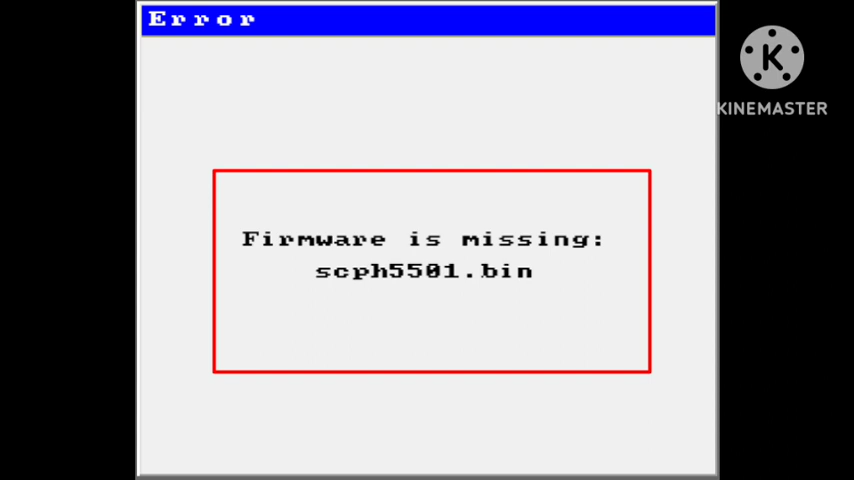 Error
K
KINEMASTER
Firmware is missing:
scph5501.bin